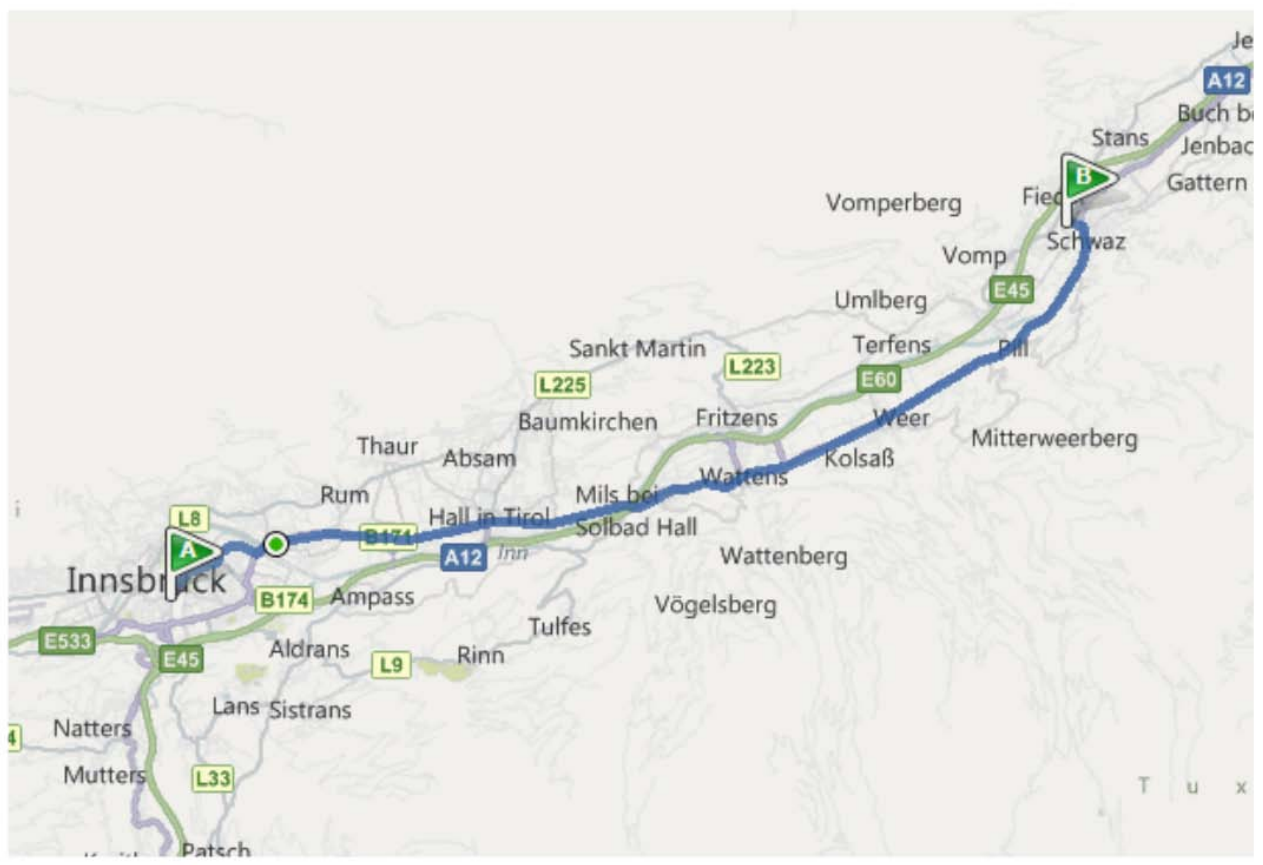 Je
A12
Buch be
Stans
Jenbac
B
Gattern
Vomperberg
Schwaz
Vomp
E45
Umlberg
Sankt Martin
Terfens
Pill
L223
E60
L225
Baumkirchen
Fritzens
Weer
Mitterweerberg
Thaur
Absam
Kolsaß
Wattens
Rum
Mils bei
Solbad Hall
L8
Hall in Tirol
B171
A
A12
Inn
Wattenberg
Innsbruck
B174
Ampass
Vögelsberg
Tulfes
E533
E45
Aldrans
L9
Rinn
Lans
Sistrans
Natters
4
Mutters
L33
T u x
Patsch